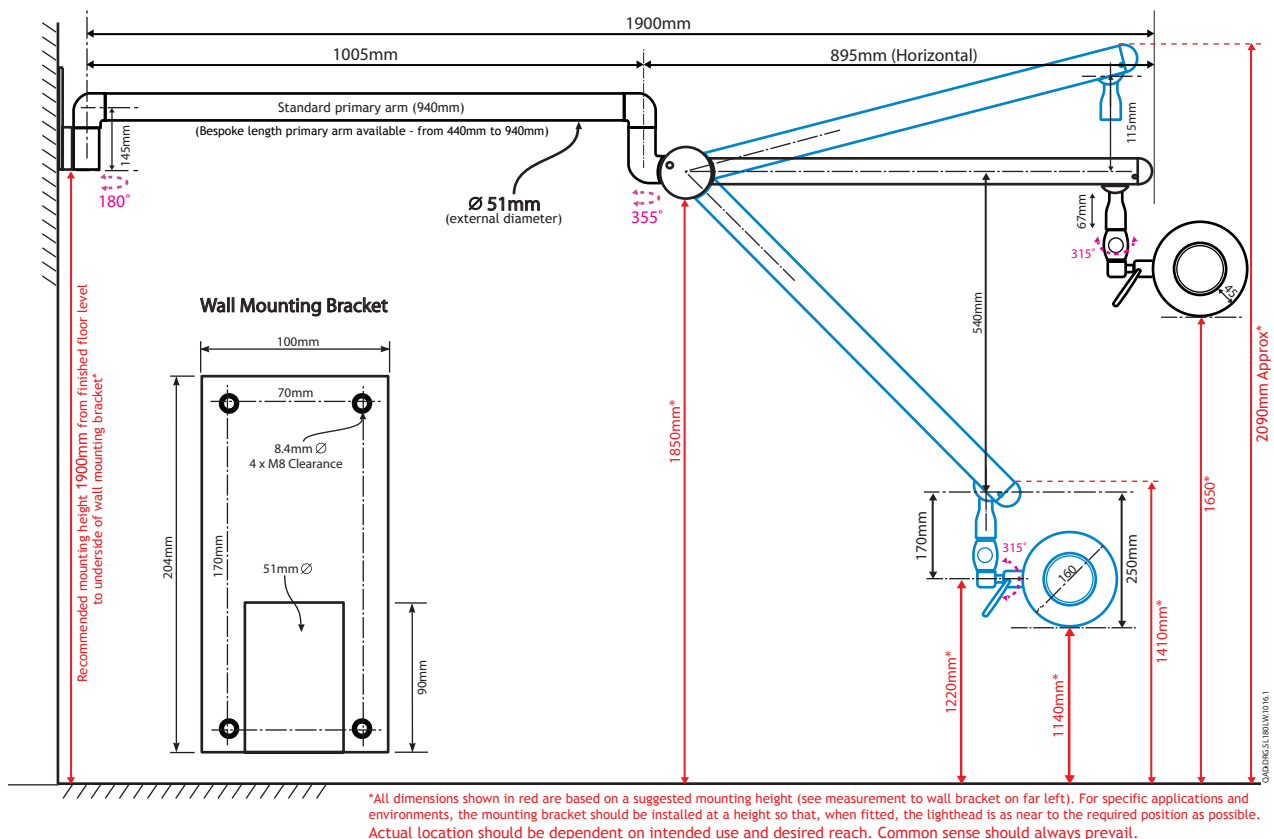 1900mm
1005mm
895mm (Horizontal)
Standard primary arm (940mm)
(Bespoke length primary arm available - from 440mm to 940mm)
145mm
115mm
180°
Ø 51mm
(external diameter)
355°
67mm
315°
45
Wall Mounting Bracket
100mm
70mm
8.4mm Ø
4 x M8 Clearance
204mm
170mm
51mm Ø
90mm
Recommended mounting height 1900mm from finished floor level
to underside of wall mounting bracket*
1850mm*
540mm
2090mm Approx*
1650*
170mm
315°
160
250mm
1410mm*
1220mm*
1140mm*
QAD.DRG.SL180.LW.1016.1
*All dimensions shown in red are based on a suggested mounting height (see measurement to wall bracket on far left). For specific applications and
environments, the mounting bracket should be installed at a height so that, when fitted, the lighthead is as near to the required position as possible.
Actual location should be dependent on intended use and desired reach. Common sense should always prevail.